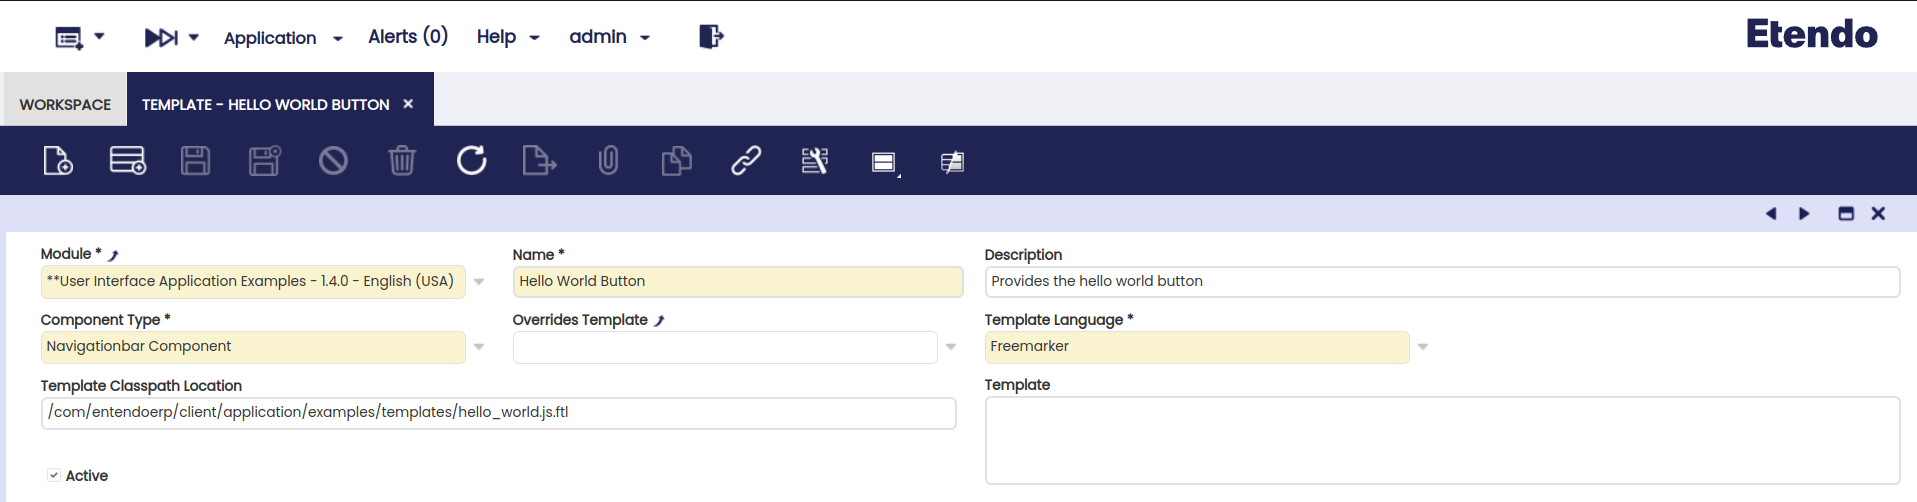 Application Alerts (0) Help admin Etendo
WORKSPACE TEMPLATE - HELLO WORLD BUTTON
Module * Name * Description
**User Interface Application Examples - 1.4.0 - English (USA) Hello World Button Provides the hello world button
Component Type * Overrides Template Template Language *
Navigationbar Component Freemarker
Template Classpath Location Template
/com/entendoerp/client/application/examples/templates/hello_world.js.ftl
Active